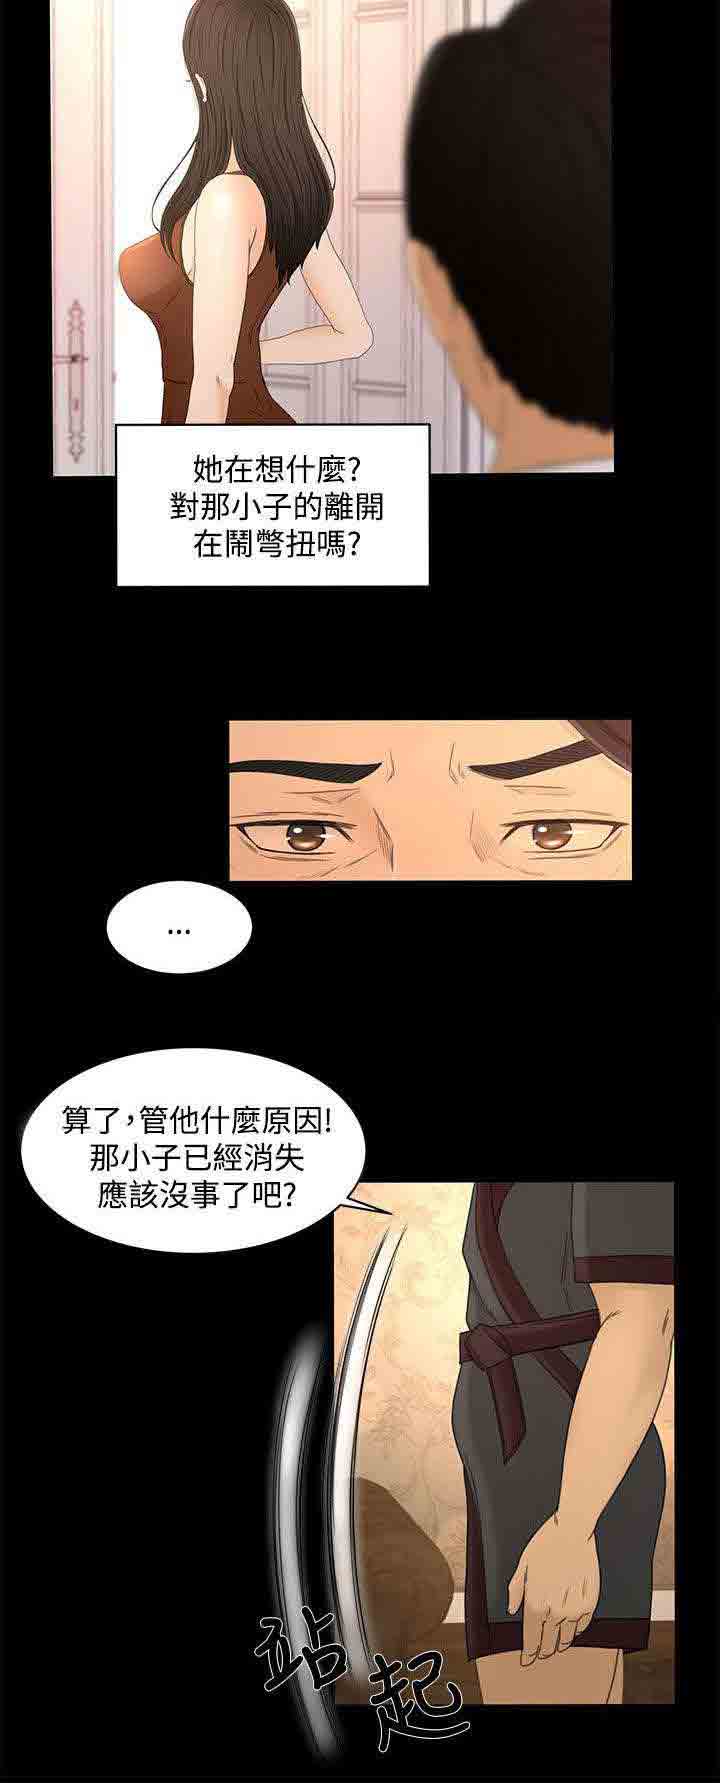 她在想什麼?
對那小子的離開
在鬧彆扭嗎?
...
算了,管他什麼原因!
那小子已經消失
應該沒事了吧?
站起